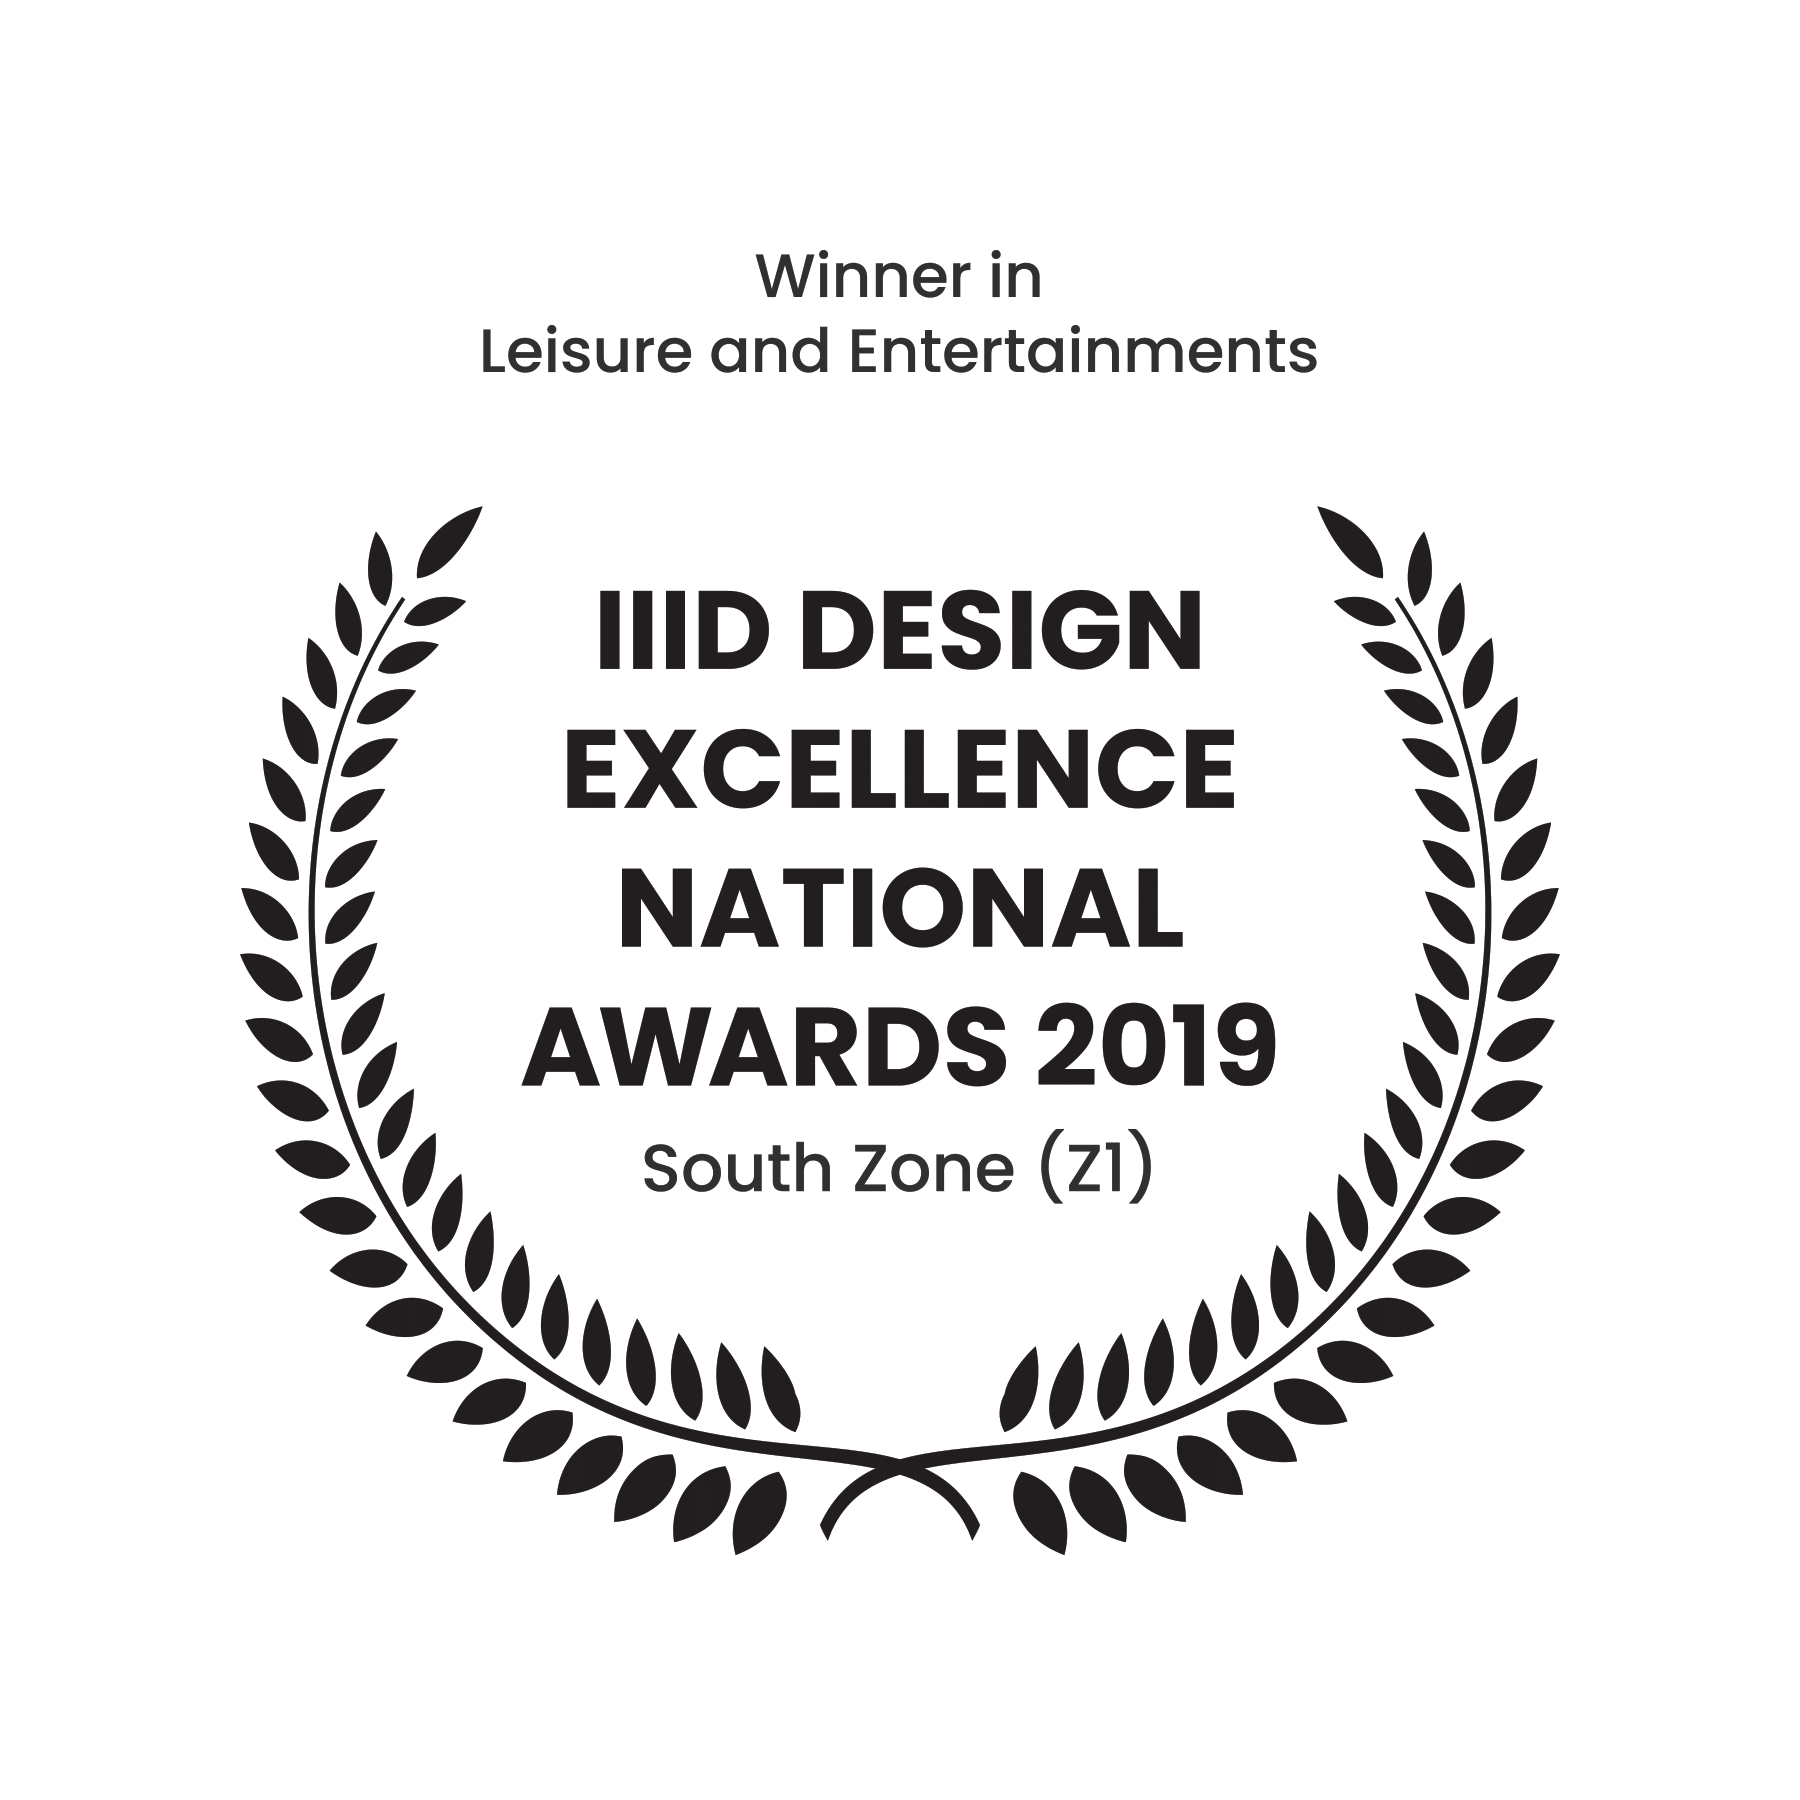 Winner in
Leisure and Entertainments
IIID DESIGN
EXCELLENCE
NATIONAL
AWARDS 2019
South Zone (Z1)